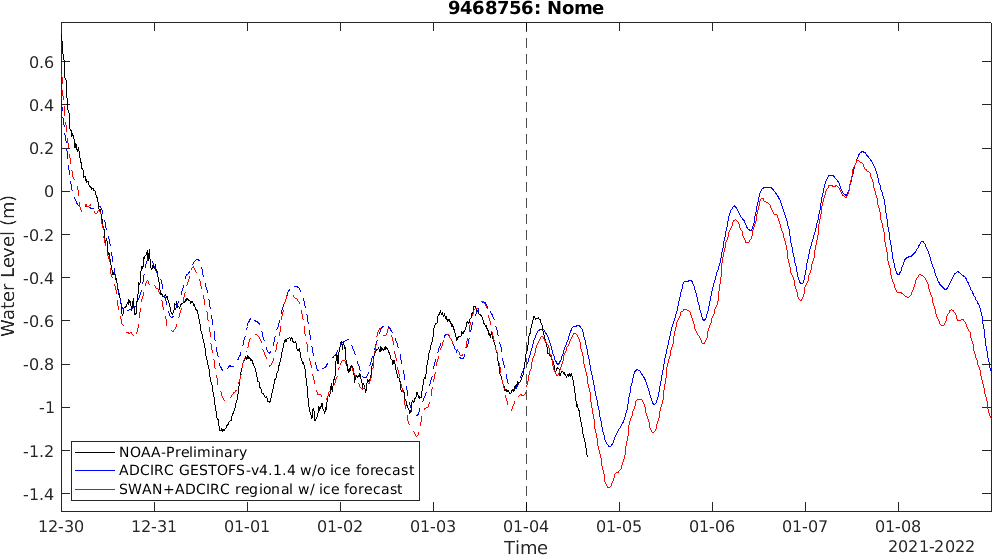 9468756: Nome
Water Level (m)
0.6
0.4
0.2
0
-0.2
-0.4
-0.6
-0.8
-1
-1.2
-1.4
NOAA-Preliminary
ADCIRC GESTOFS-v4.1.4 w/o ice forecast
SWAN+ADCIRC regional w/ ice forecast
12-30 12-31 01-01 01-02 01-03 01-04 01-05 01-06 01-07 01-08
Time
2021-2022